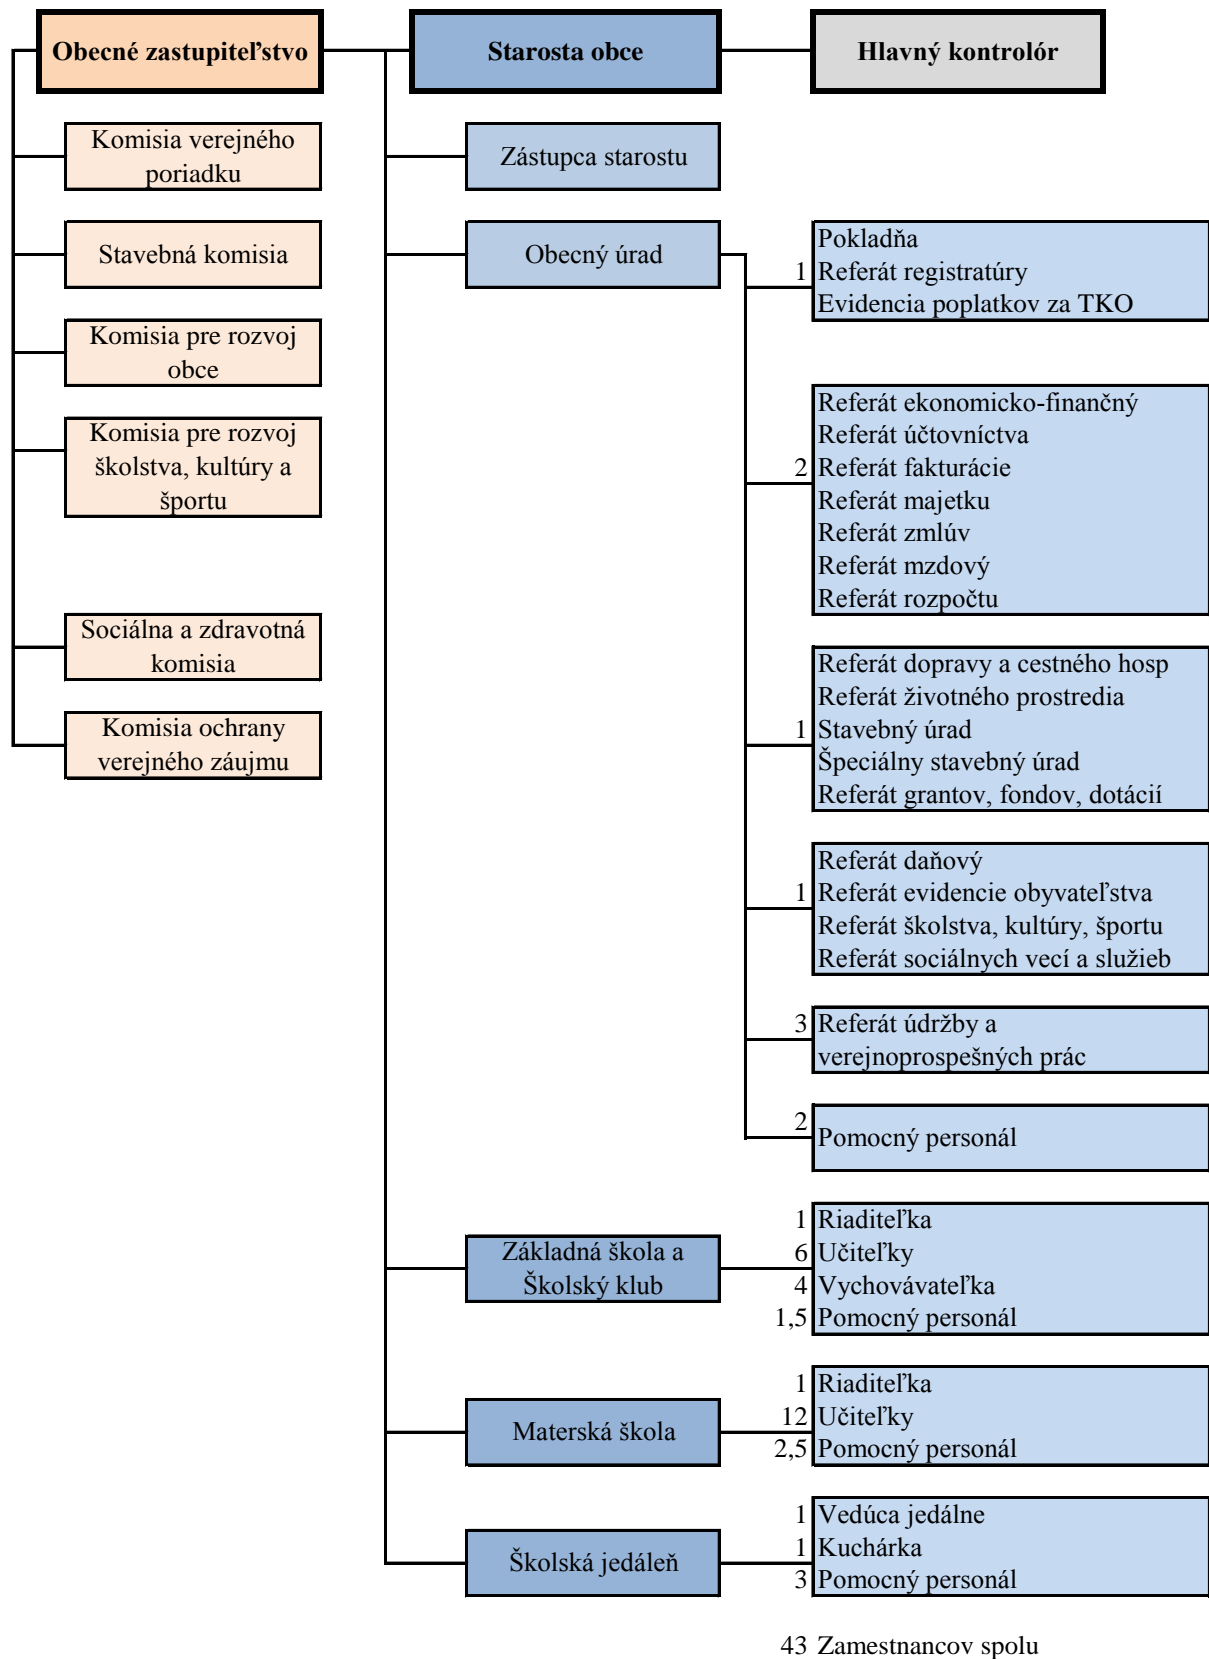 Obecné zastupiteľstvo
Starosta obce
Hlavný kontrolór
Komisia verejného
poriadku
Stavebná komisia
Komisia pre rozvoj
obce
Komisia pre rozvoj
školstva, kultúry a
športu
Sociálna a zdravotná
komisia
Komisia ochrany
verejného záujmu
Zástupca starostu
Obecný úrad
Pokladňa
1 Referát registratúry
Evidencia poplatkov za TKO
Referát ekonomicko-finančný
Referát účtovníctva
2 Referát fakturácie
Referát majetku
Referát zmlúv
Referát mzdový
Referát rozpočtu
Referát dopravy a cestného hosp
Referát životného prostredia
1 Stavebný úrad
Špeciálny stavebný úrad
Referát grantov, fondov, dotácií
Referát daňový
1 Referát evidencie obyvateľstva
Referát školstva, kultúry, športu
Referát sociálnych vecí a služieb
3 Referát údržby a
verejnoprospešných prác
2 Pomocný personál
Základná škola a
Školský klub
1 Riaditeľka
6 Učiteľky
4 Vychovávateľka
1,5 Pomocný personál
Materská škola
1 Riaditeľka
12 Učiteľky
2,5 Pomocný personál
Školská jedáleň
1 Vedúca jedálne
1 Kuchárka
3 Pomocný personál
43 Zamestnancov spolu